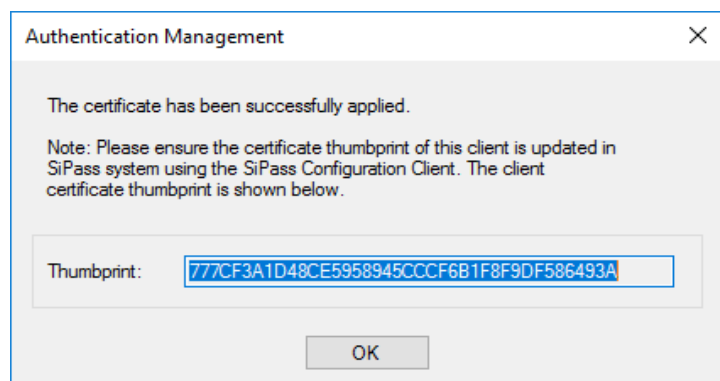 Authentication Management
The certificate has been successfully applied.
Note: Please ensure the certificate thumbprint of this client is updated in
SiPass system using the SiPass Configuration Client. The client
certificate thumbprint is shown below.
Thumbprint: 777CF3A1D48CE5958945CCCF6B1F8F9DF586493A
OK